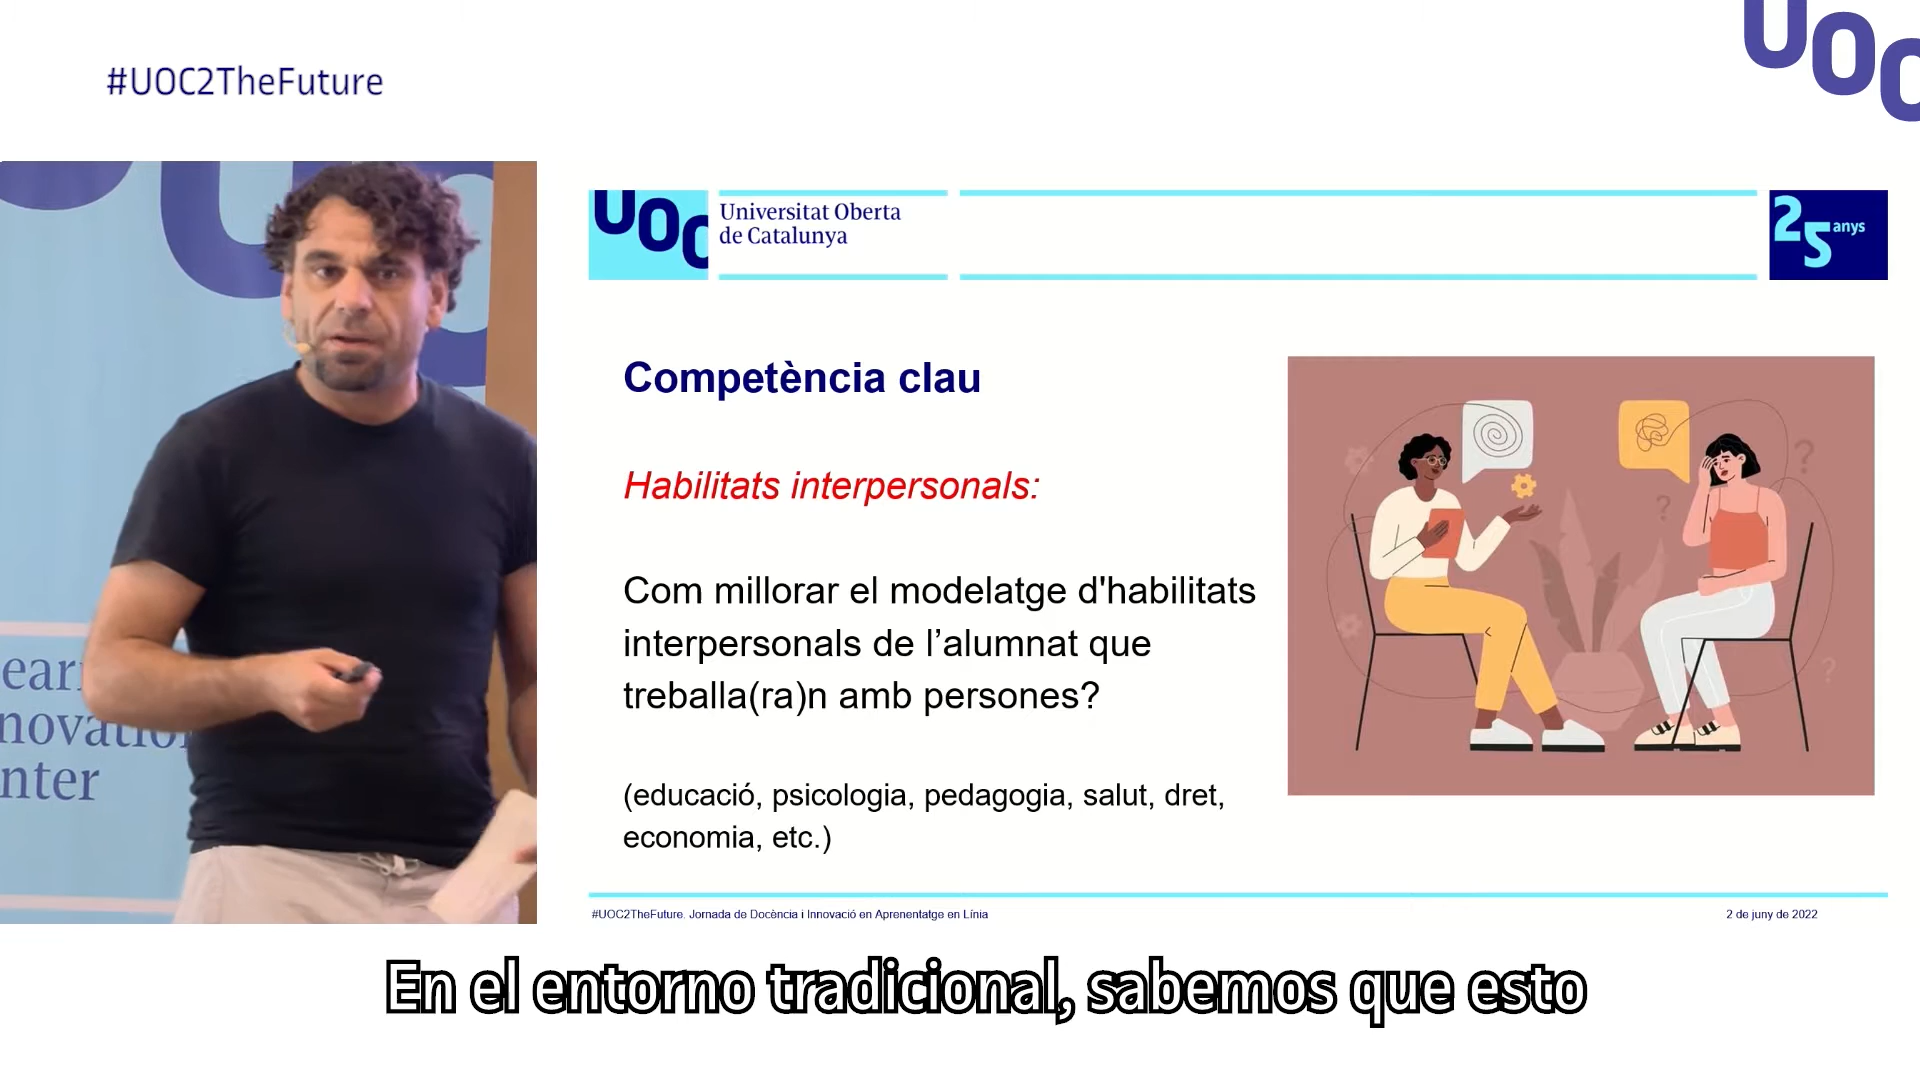 #UOC2TheFuture
UOC
UOC
Universitat Oberta
de Catalunya
25 anys
Competència clau
Habilitats interpersonals:
Com millorar el modelatge d'habilitats
interpersonals de l’alumnat que
treballa(ra)n amb persones?
(educació, psicologia, pedagogia, salut, dret,
economia, etc.)
#UOC2TheFuture. Jornada de Docència i Innovació en Aprenentatge en Línia
2 de juny de 2022
En el entorno tradicional, sabemos que esto